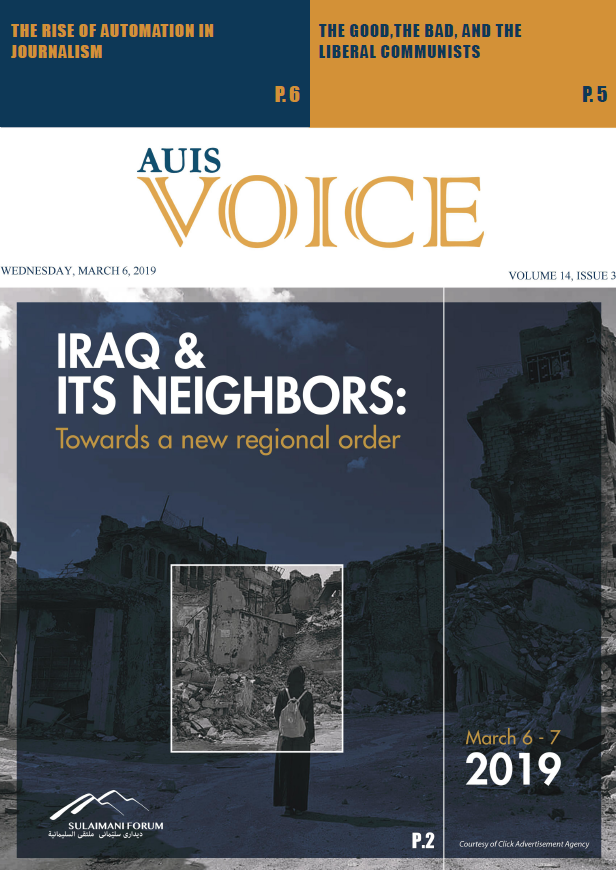 THE RISE OF AUTOMATION IN
JOURNALISM
P.6
THE GOOD,THE BAD, AND THE
LIBERAL COMMUNISTS
P.5
AUIS
VOICE
WEDNESDAY, MARCH 6, 2019
VOLUME 14, ISSUE 3
IRAQ &
ITS NEIGHBORS:
Towards a new regional order
March 6 - 7
2019
SULAIMANI FORUM
دیداری سلێمانی ملتقى السليمانية
P.2
Courtesy of Click Advertisement Agency